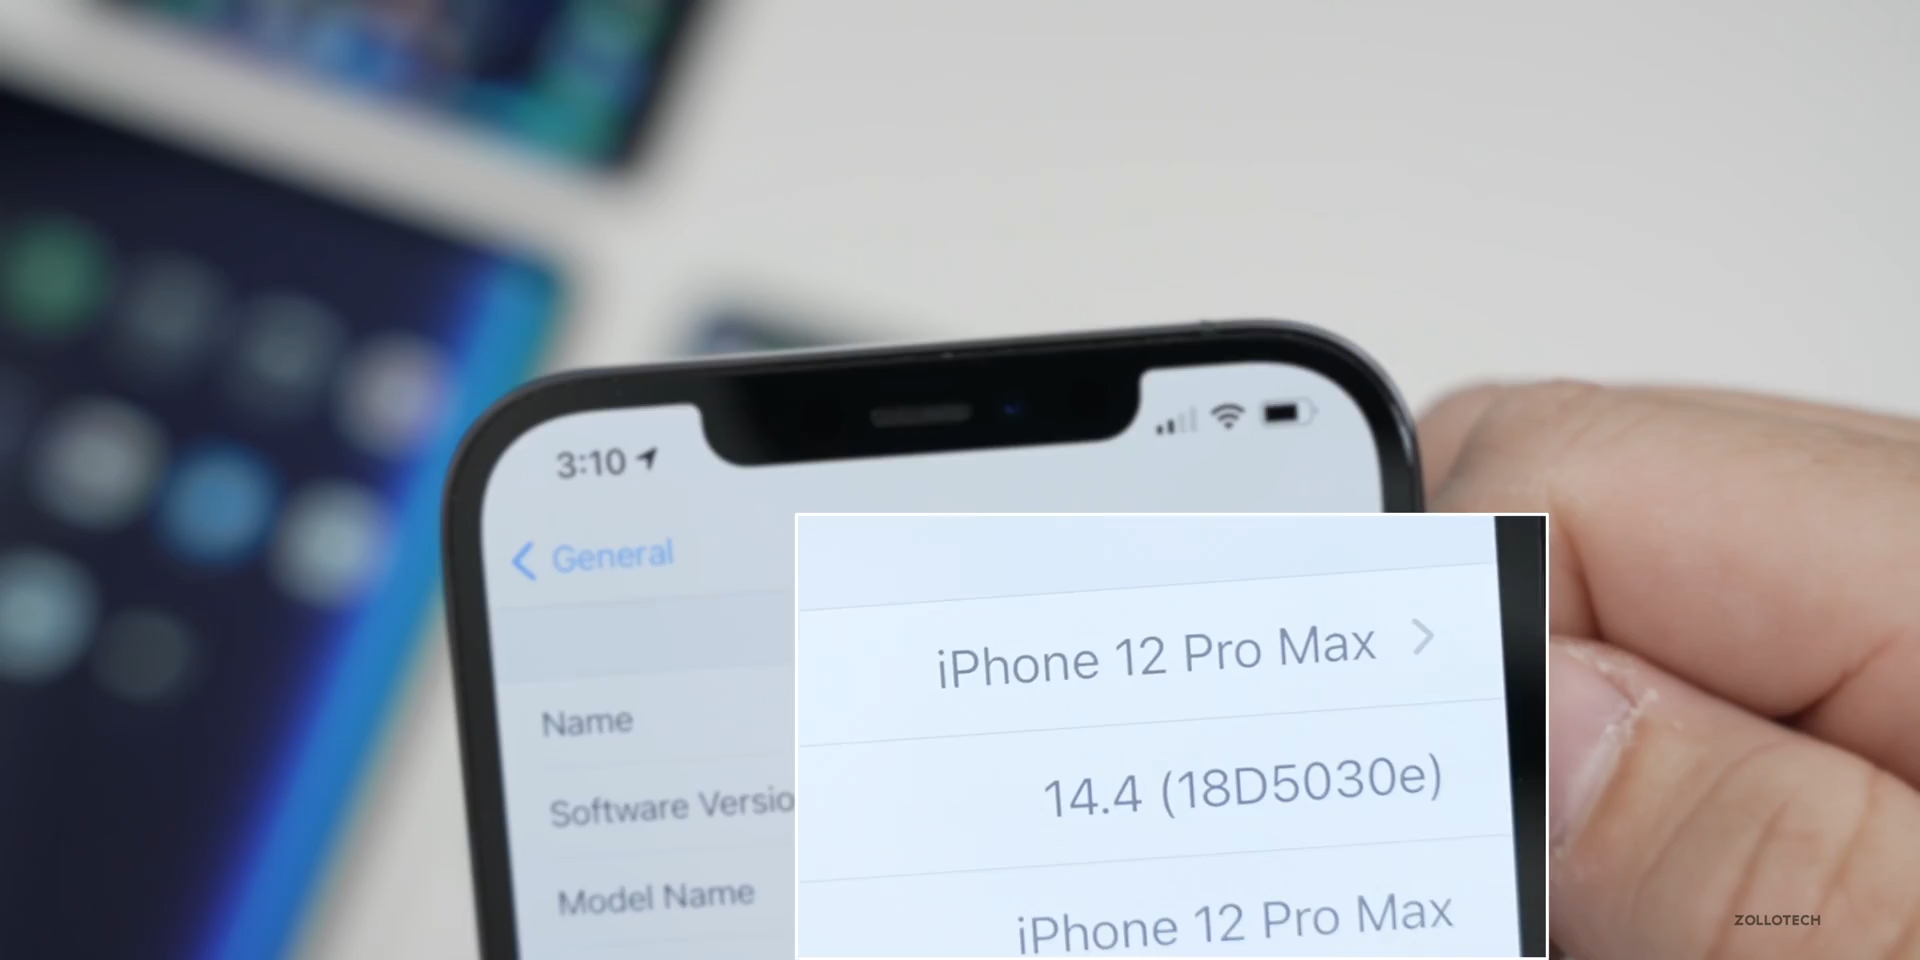 3:10
General
Name
Software Versio
Model Name
iPhone 12 Pro Max
14.4 (18D5030e)
iPhone 12 Pro Max
ZOLLOTECH